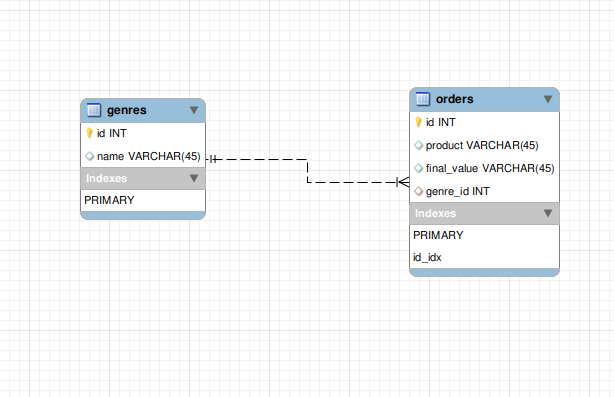 genres
id INT
name VARCHAR(45)
Indexes
PRIMARY
orders
id INT
product VARCHAR(45)
final_value VARCHAR(45)
genre_id INT
Indexes
PRIMARY
id_idx